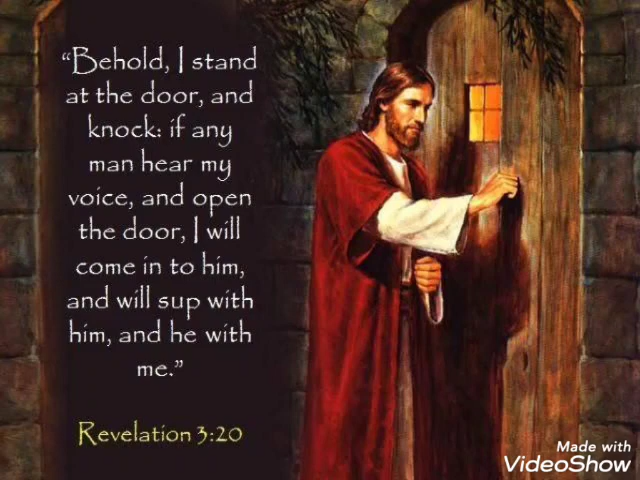 “Behold, I stand
at the door, and
knock: if any
man hear my
voice, and open
the door, I will
come in to him,
and will sup with
him, and he with
me.”
Revelation 3:20
Made with
VideoShow